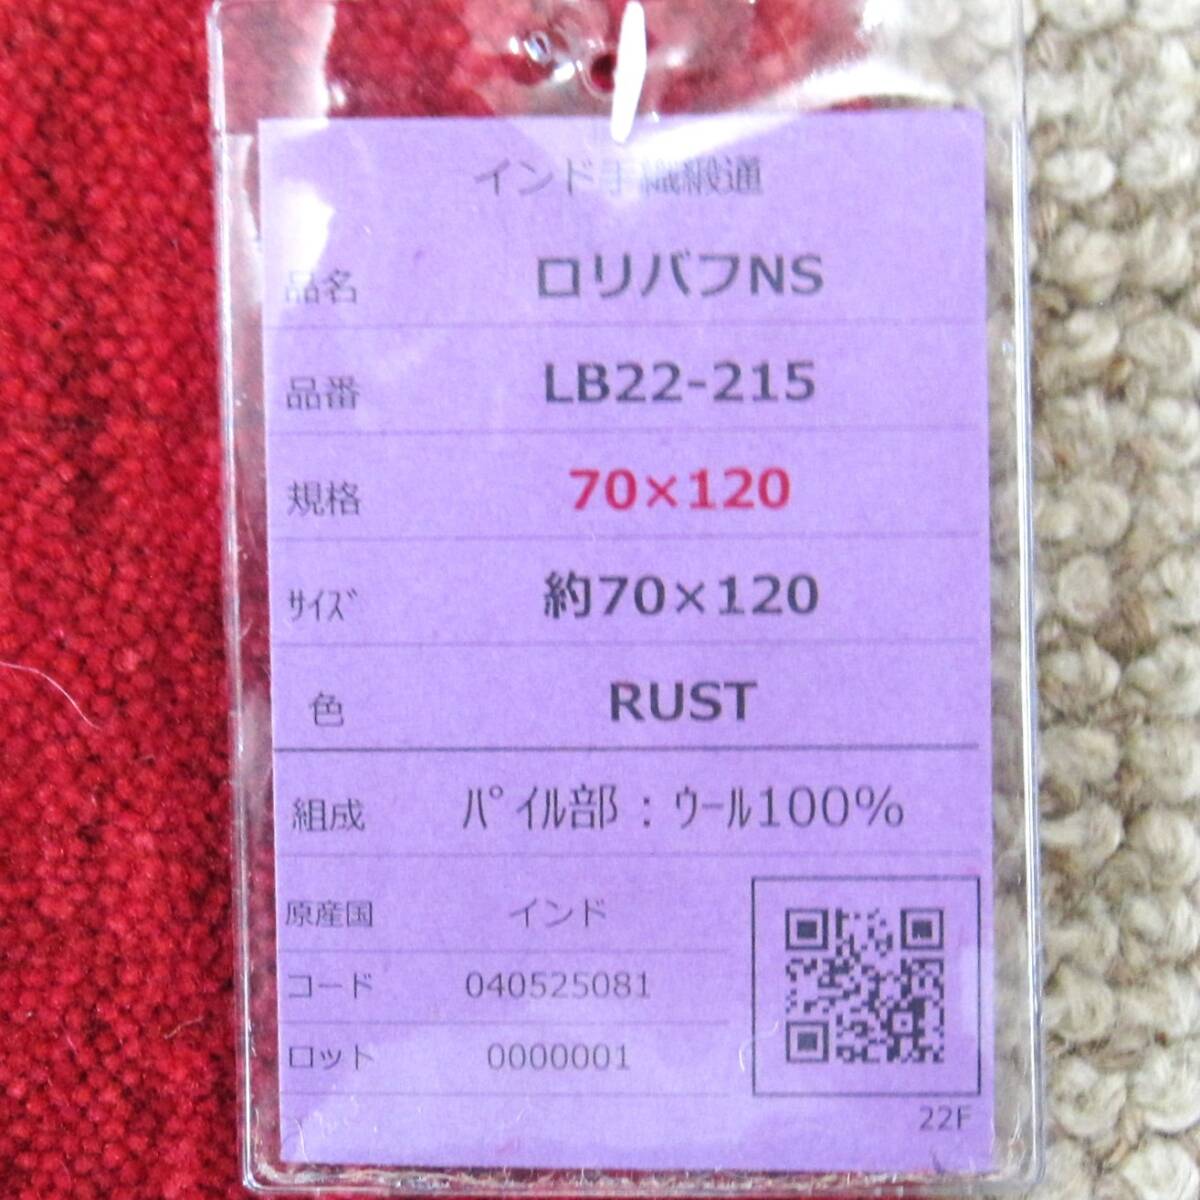 インド手織緞通
品名 ロリバフNS
品番 LB22-215
規格 70×120
ｻｲｽﾞ 約70×120
色 RUST
組成 ﾊﾟｲﾙ部：ｳｰﾙ100%
原産国 インド
コード 040525081
ロット 0000001
22F